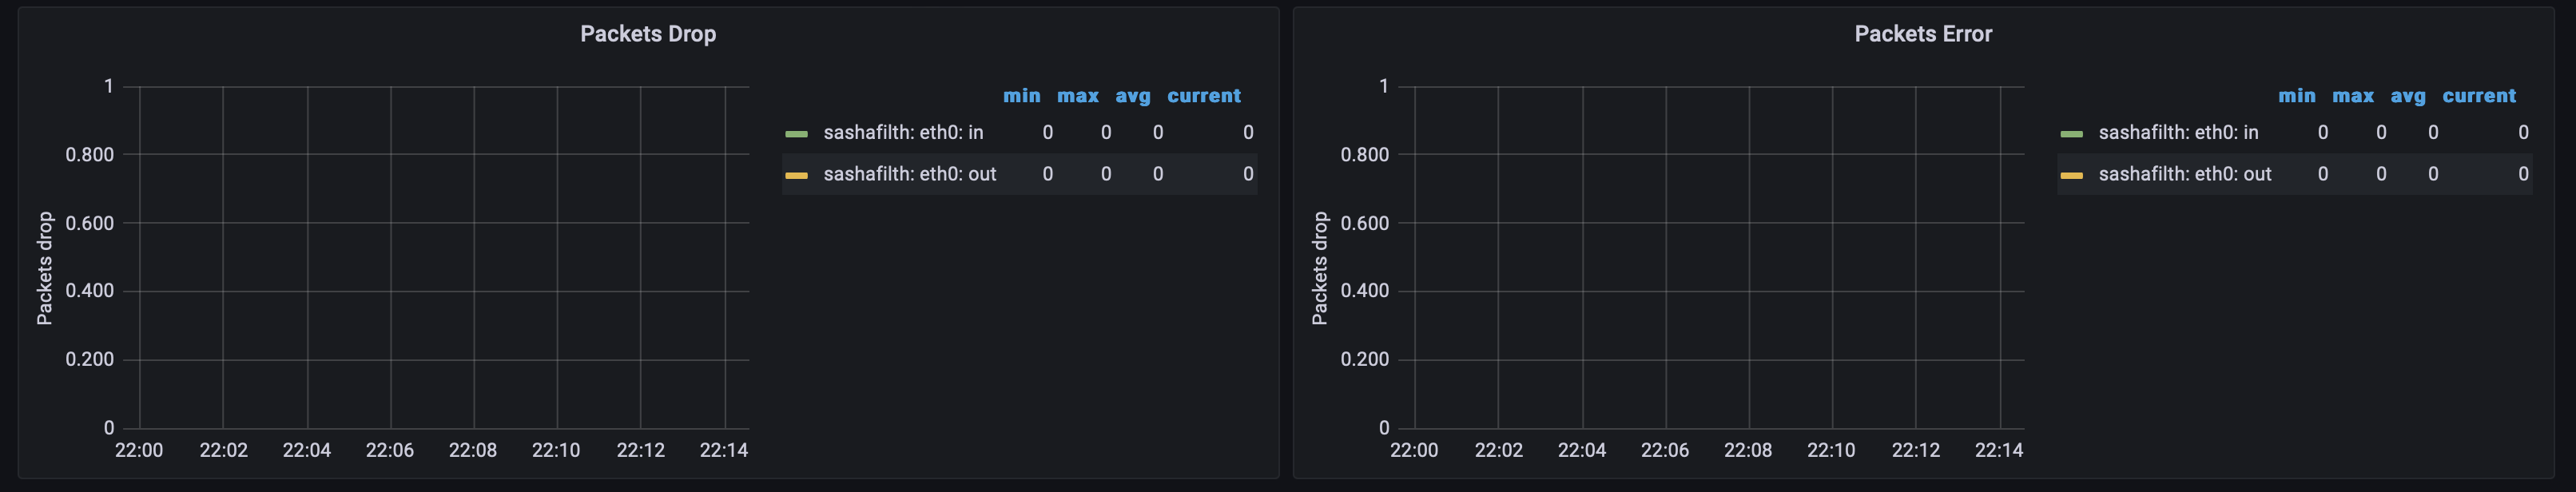 Packets Drop
Packets drop
1
0.800
0.600
0.400
0.200
0
22:00 22:02 22:04 22:06 22:08 22:10 22:12 22:14
min max avg current
sashafilth: eth0: in 0 0 0 0
sashafilth: eth0: out 0 0 0 0
Packets Error
Packets drop
1
0.800
0.600
0.400
0.200
0
22:00 22:02 22:04 22:06 22:08 22:10 22:12 22:14
min max avg current
sashafilth: eth0: in 0 0 0 0
sashafilth: eth0: out 0 0 0 0